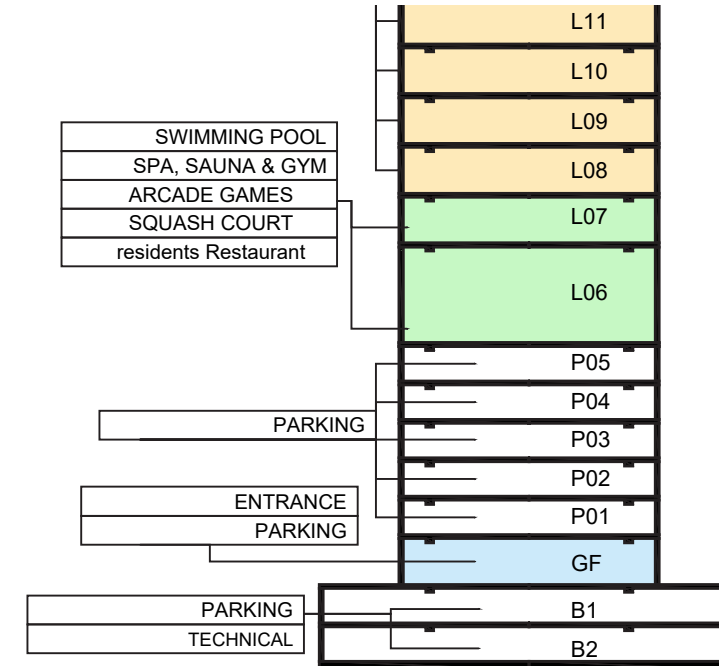 L11
L10
L09
SWIMMING POOL
SPA, SAUNA & GYM
L08
ARCADE GAMES
L07
SQUASH COURT
residents Restaurant
L06
P05
P04
PARKING
P03
P02
ENTRANCE
P01
PARKING
GF
PARKING
B1
TECHNICAL
B2